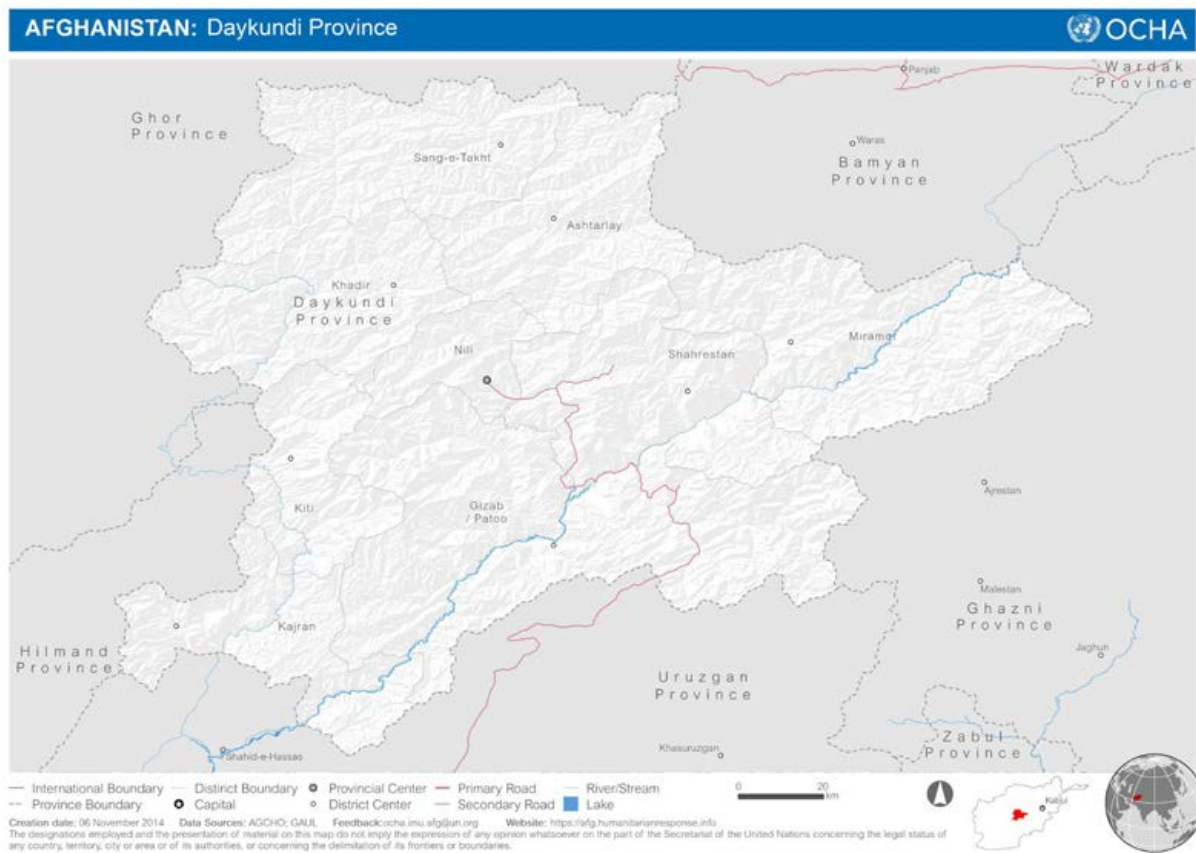 AFGHANISTAN: Daykundi Province
OCHA
Panjab
Wardak
Province
Ghor
Province
Waras
Sang-e-Takht
Bamyan
Province
Ashtarlay
Khadir
Daykundi
Province
Miramor
Nili
Shahrestan
Ajrestan
Kiti
Gizab
/ Patoo
Malestan
Ghazni
Province
Kajran
Jaghuri
Hilmand
Province
Uruzgan
Province
Zabul
Province
Shahid-e-Hassas
Khasuruzgan
International Boundary District Boundary Provincial Center Primary Road River/Stream
Province Boundary Capital District Center Secondary Road Lake
0 20
km
Kabul
Creation date: 06 November 2014 Data Sources: AGCHO; GAUL Feedback:ocha.imu.afg@un.org Website: https://afg.humanitarianresponse.info
The designations employed and the presentation of material on this map do not imply the expression of any opinion whatsoever on the part of the Secretariat of the United Nations concerning the legal status of
any country, territory, city or area or of its authorities, or concerning the delimitation of its frontiers or boundaries.